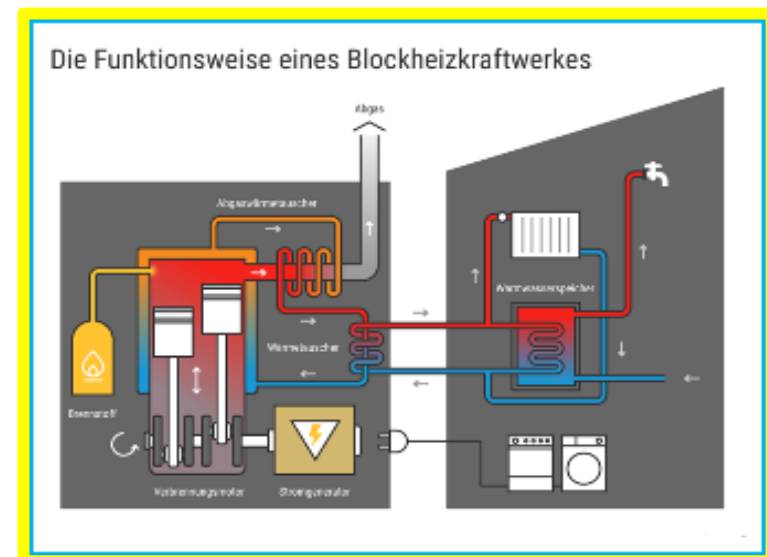 Die Funktionsweise eines Blockheizkraftwerkes
Abgas
Abgaswärmetauscher
Warmwasserspeicher
Wärmetauscher
Brennstoff
Verbrennungsmotor
Stromgenerator